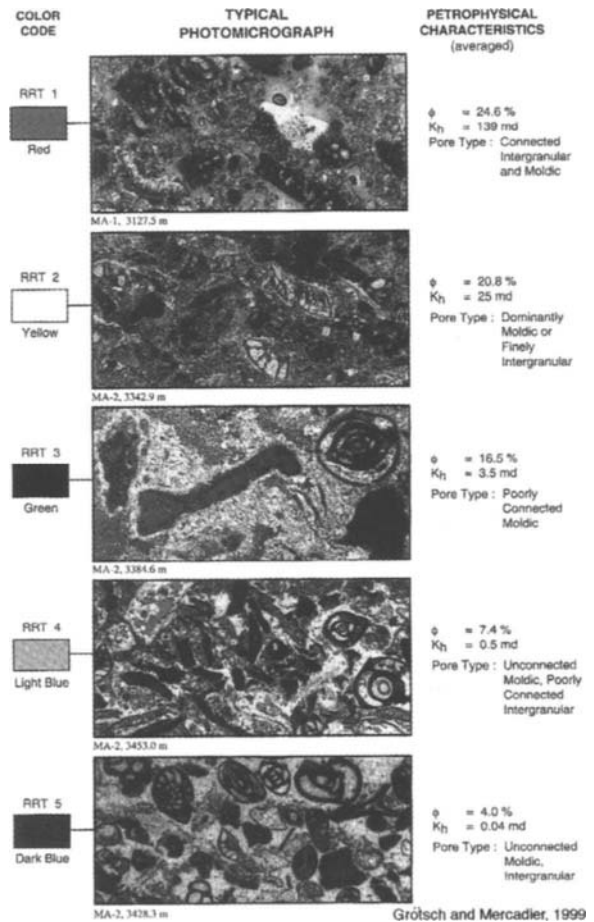 COLOR
CODE
TYPICAL
PHOTOMICROGRAPH
PETROPHYSICAL
CHARACTERISTICS
(averaged)
RRT 1
Red
MA-1, 3127.5 m
ϕ = 24.6 %
Kh = 139 md
Pore Type : Connected
Intergranular
and Moldic
RRT 2
Yellow
MA-2, 3342.9 m
ϕ = 20.8 %
Kh = 25 md
Pore Type : Dominantly
Moldic or
Finely
Intergranular
RRT 3
Green
MA-2, 3384.6 m
ϕ = 16.5 %
Kh = 3.5 md
Pore Type : Poorly
Connected
Moldic
RRT 4
Light Blue
MA-2, 3453.0 m
ϕ = 7.4 %
Kh = 0.5 md
Pore Type : Unconnected
Moldic, Poorly
Connected
Intergranular
RRT 5
Dark Blue
MA-2, 3428.3 m
ϕ = 4.0 %
Kh = 0.04 md
Pore Type : Unconnected
Moldic,
Intergranular
Grötsch and Mercadier, 1999